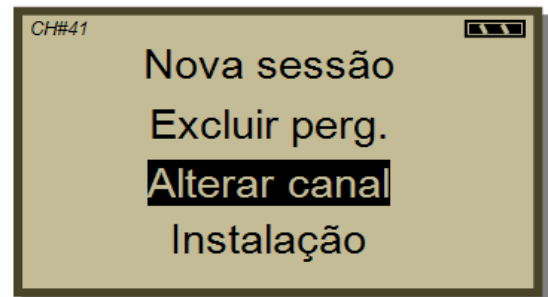 CH#41
Nova sessão
Excluir perg.
Alterar canal
Instalação